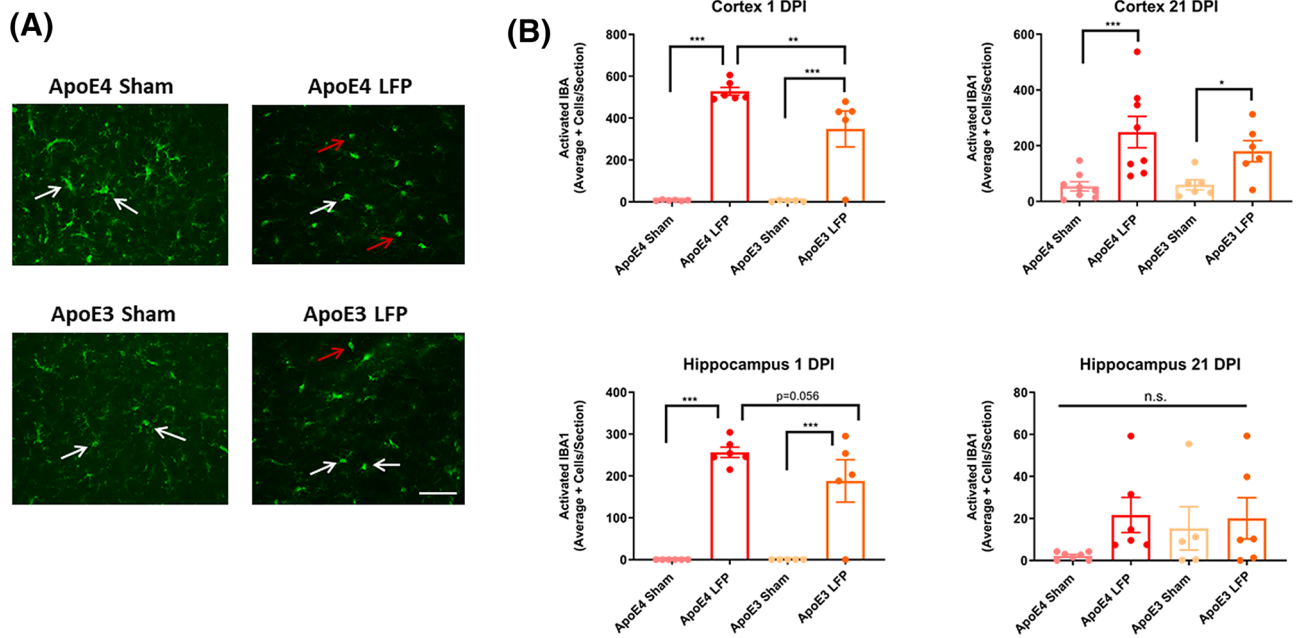 (A)
ApoE4 Sham
ApoE4 LFP
ApoE3 Sham
ApoE3 LFP
(B)
Cortex 1 DPI
Activated IBA
(Average + Cells/Section)
800
600
400
200
0
***
**
***
ApoE4 Sham
ApoE4 LFP
ApoE3 Sham
ApoE3 LFP
Cortex 21 DPI
Activated IBA1
(Average + Cells/Section)
600
400
200
0
***
*
ApoE4 Sham
ApoE4 LFP
ApoE3 Sham
ApoE3 LFP
Hippocampus 1 DPI
Activated IBA1
(Average + Cells/Section)
400
300
200
100
0
***
p=0.056
***
ApoE4 Sham
ApoE4 LFP
ApoE3 Sham
ApoE3 LFP
Hippocampus 21 DPI
Activated IBA1
(Average + Cells/Section)
80
60
40
20
0
n.s.
ApoE4 Sham
ApoE4 LFP
ApoE3 Sham
ApoE3 LFP